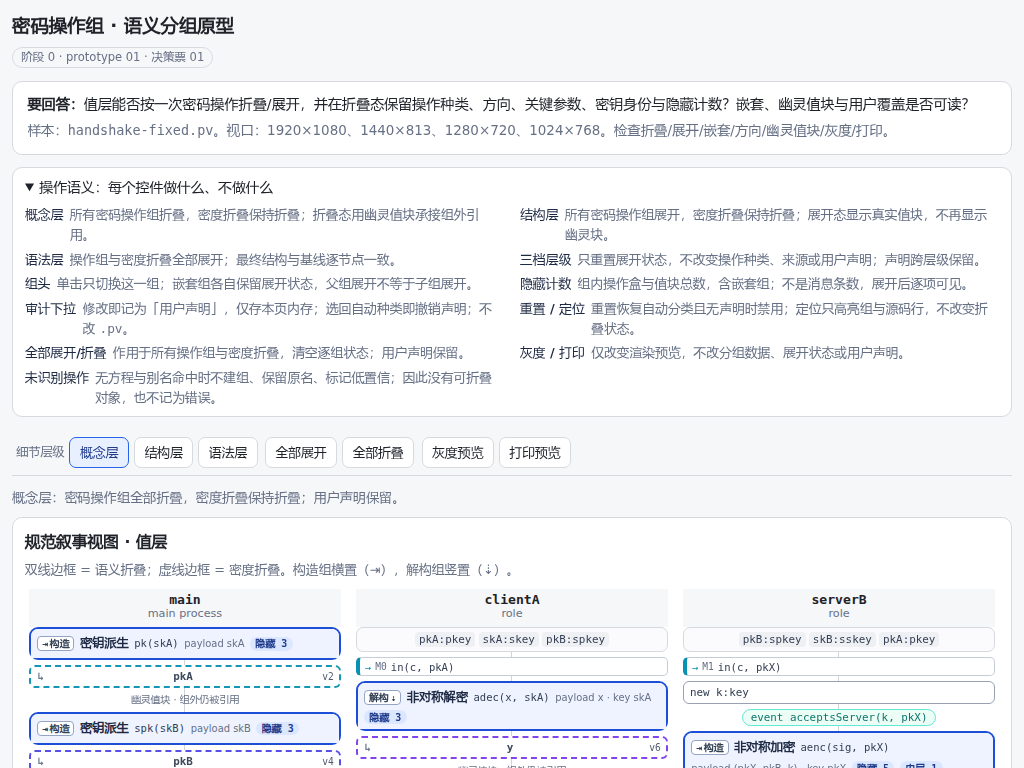 密码操作组 · 语义分组原型
阶段 0 · prototype 01 · 决策票 01
要回答：值层能否按一次密码操作折叠/展开，并在折叠态保留操作种类、方向、关键参数、密钥身份与隐藏计数？嵌套、幽灵值块与用户覆盖是否可读？
样本：handshake-fixed.pv。视口：1920×1080、1440×813、1280×720、1024×768。检查折叠/展开/嵌套/方向/幽灵值块/灰度/打印。
▼ 操作语义：每个控件做什么、不做什么
概念层 所有密码操作组折叠，密度折叠保持折叠；折叠态用幽灵值块承接组外引
用。
结构层 所有密码操作组展开，密度折叠保持折叠；展开态显示真实值块，不再显示
幽灵块。
语法层 操作组与密度折叠全部展开；最终结构与基线逐节点一致。
三档层级 只重置展开状态，不改变操作种类、来源或用户声明；声明跨层级保留。
组头 单击只切换这一组；嵌套组各自保留展开状态，父组展开不等于子组展开。
隐藏计数 组内操作盒与值块总数，含嵌套组；不是消息条数，展开后逐项可见。
审计下拉 修改即记为「用户声明」，仅存本页内存；选回自动种类即撤销声明；不
改 .pv。
重置 / 定位 重置恢复自动分类且无声明时禁用；定位只高亮组与源码行，不改变折
叠状态。
全部展开/折叠 作用于所有操作组与密度折叠，清空逐组状态；用户声明保留。
灰度 / 打印 仅改变渲染预览，不改分组数据、展开状态或用户声明。
未识别操作 无方程与别名命中时不建组、保留原名、标记低置信；因此没有可折叠
对象，也不记为错误。
细节层级 概念层 结构层 语法层 全部展开 全部折叠 灰度预览 打印预览
概念层：密码操作组全部折叠，密度折叠保持折叠；用户声明保留。
规范叙事视图 · 值层
双线边框 = 语义折叠；虚线边框 = 密度折叠。构造组横置（⇥），解构组竖置（⇣）。
main
main process
⇥构造 密钥派生 pk(skA) payload skA 隐藏 3
↳ pkA v2
幽灵值块 · 组外仍被引用
⇥构造 密钥派生 spk(skB) payload skB 隐藏 3
↳ pkB v4
clientA
role
pkA:pkey skA:skey pkB:spkey
→ M0 in(c, pkA)
解构⇣ 非对称解密 adec(x, skA) payload x · key skA
隐藏 3
↳ y v6
serverB
role
pkB:spkey skB:sskey pkA:pkey
→ M1 in(c, pkX)
new k:key
event acceptsServer(k, pkX)
⇥构造 非对称加密 aenc(sig, pkX)